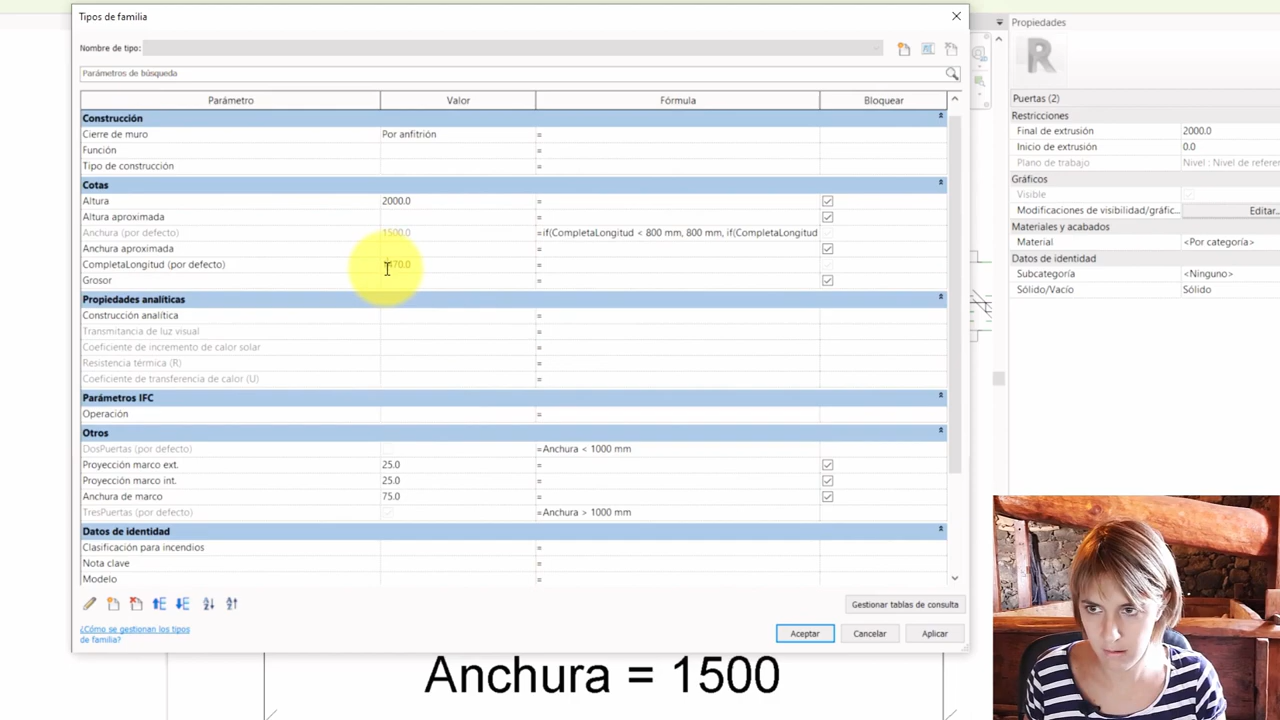 Tipos de familia
Propiedades
Nombre de tipo:
Parámetros de búsqueda
Parámetro Valor Fórmula Bloquear
Construcción
Cierre de muro Por anfitrión =
Función =
Tipo de construcción =
Cotas
Altura 2000.0 =
Altura aproximada =
Anchura (por defecto) 1500.0 =if(CompletaLongitud < 800 mm, 800 mm, if(CompletaLongitud
Anchura aproximada =
CompletaLongitud (por defecto) =
Grosor =
Propiedades analíticas
Construcción analítica =
Transmitancia de luz visual =
Coeficiente de incremento de calor solar =
Resistencia térmica (R) =
Coeficiente de transferencia de calor (U) =
Parámetros IFC
Operación =
Otros
DosPuertas (por defecto) =Anchura < 1000 mm
Proyección marco ext. 25.0 =
Proyección marco int. 25.0 =
Anchura de marco 75.0 =
TresPuertas (por defecto) =Anchura > 1000 mm
Datos de identidad
Clasificación para incendios =
Nota clave =
Modelo =
Gestionar tablas de consulta
¿Cómo se gestionan los tipos
de familia?
Aceptar Cancelar Aplicar
R
Puertas (2)
Restricciones
Final de extrusión 2000.0
Inicio de extrusión 0.0
Plano de trabajo Nivel : Nivel de referen
Gráficos
Visible
Modificaciones de visibilidad/gráfic... Editar...
Materiales y acabados
Material <Por categoría>
Datos de identidad
Subcategoría <Ninguno>
Sólido/Vacío Sólido
Anchura = 1500